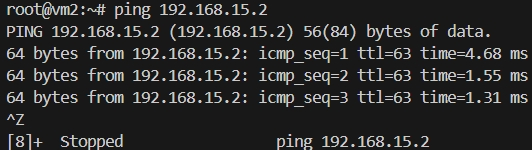 root@vm2:~# ping 192.168.15.2
PING 192.168.15.2 (192.168.15.2) 56(84) bytes of data.
64 bytes from 192.168.15.2: icmp_seq=1 ttl=63 time=4.68 ms
64 bytes from 192.168.15.2: icmp_seq=2 ttl=63 time=1.55 ms
64 bytes from 192.168.15.2: icmp_seq=3 ttl=63 time=1.31 ms
^Z
[8]+  Stopped                 ping 192.168.15.2